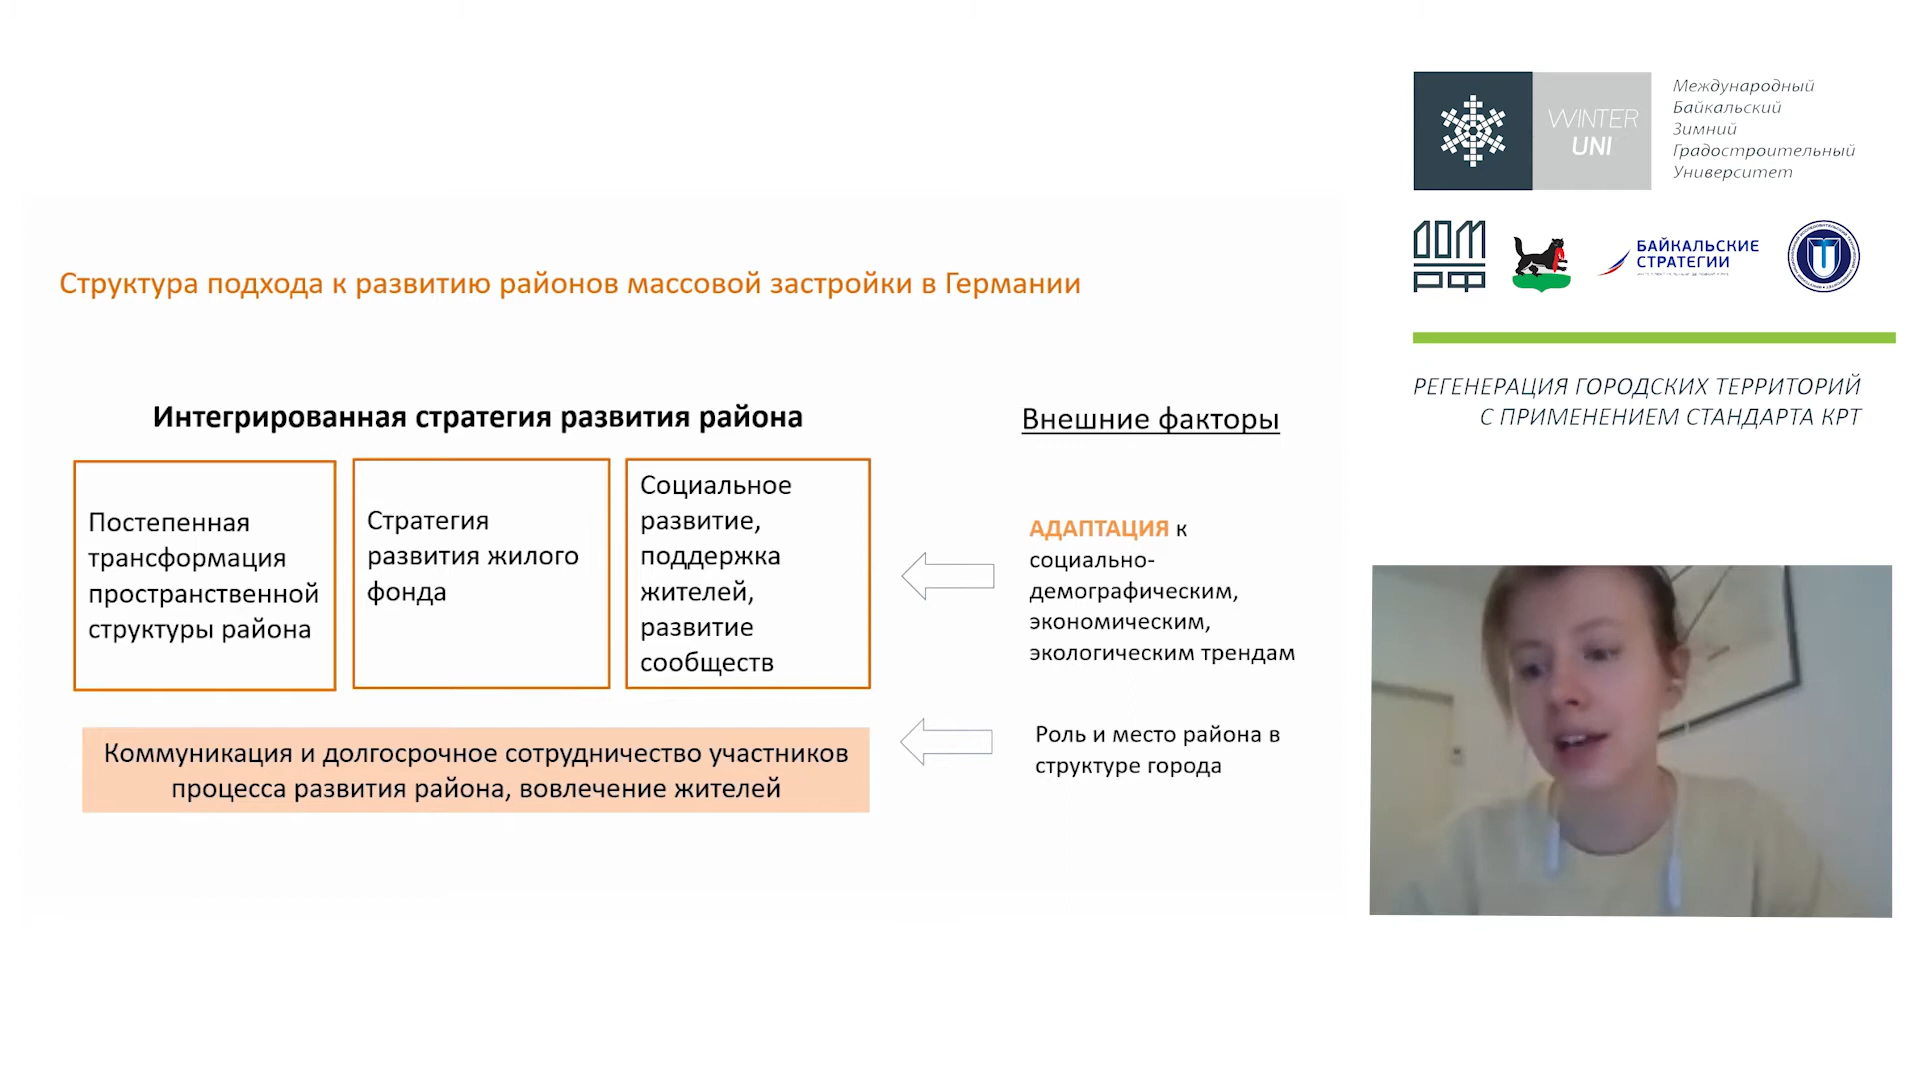 Структура подхода к развитию районов массовой застройки в Германии
Интегрированная стратегия развития района
Постепенная
трансформация
пространственной
структуры района
Стратегия
развития жилого
фонда
Социальное
развитие,
поддержка
жителей,
развитие
сообществ
Коммуникация и долгосрочное сотрудничество участников
процесса развития района, вовлечение жителей
Внешние факторы
АДАПТАЦИЯ к
социально-
демографическим,
экономическим,
экологическим трендам
Роль и место района в
структуре города
WINTER
UNI
Международный
Байкальский
Зимний
Градостроительный
Университет
ДОМ
РФ
БАЙКАЛЬСКИЕ
СТРАТЕГИИ
РЕГЕНЕРАЦИЯ ГОРОДСКИХ ТЕРРИТОРИЙ
С ПРИМЕНЕНИЕМ СТАНДАРТА КРТ